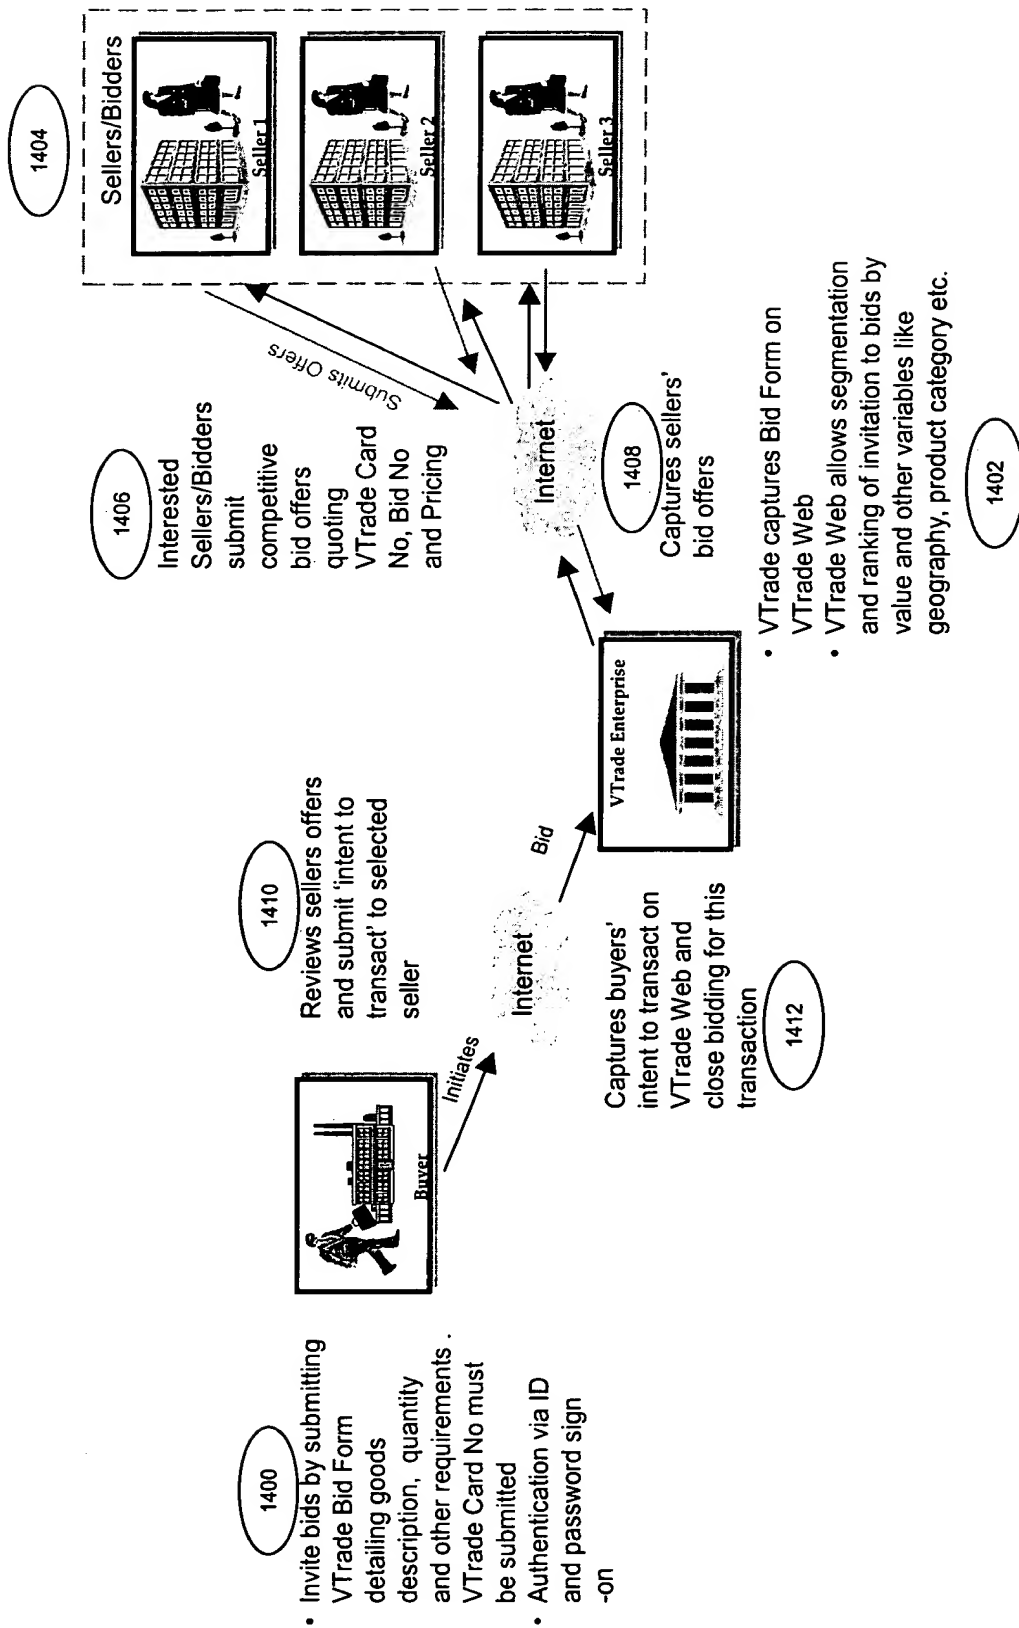 1400
• Invite bids by submitting
VTrade Bid Form
detailing goods
description, quantity
and other requirements .
VTrade Card No must
be submitted
• Authentication via ID
and password sign
-on
Buyer
Initiates
Internet
Bid
1410
Reviews sellers offers
and submit ‘intent to
transact’ to selected
seller
Captures buyers’
intent to transact on
VTrade Web and
close bidding for this
transaction
1412
VTrade Enterprise
1406
Interested
Sellers/Bidders
submit
competitive
bid offers
quoting
VTrade Card
No, Bid No
and Pricing
Submits Offers
Internet
1408
Captures sellers’
bid offers
• VTrade captures Bid Form on
VTrade Web
• VTrade Web allows segmentation
and ranking of invitation to bids by
value and other variables like
geography, product category etc.
1402
1404
Sellers/Bidders
Seller 1
Seller 2
Seller 3